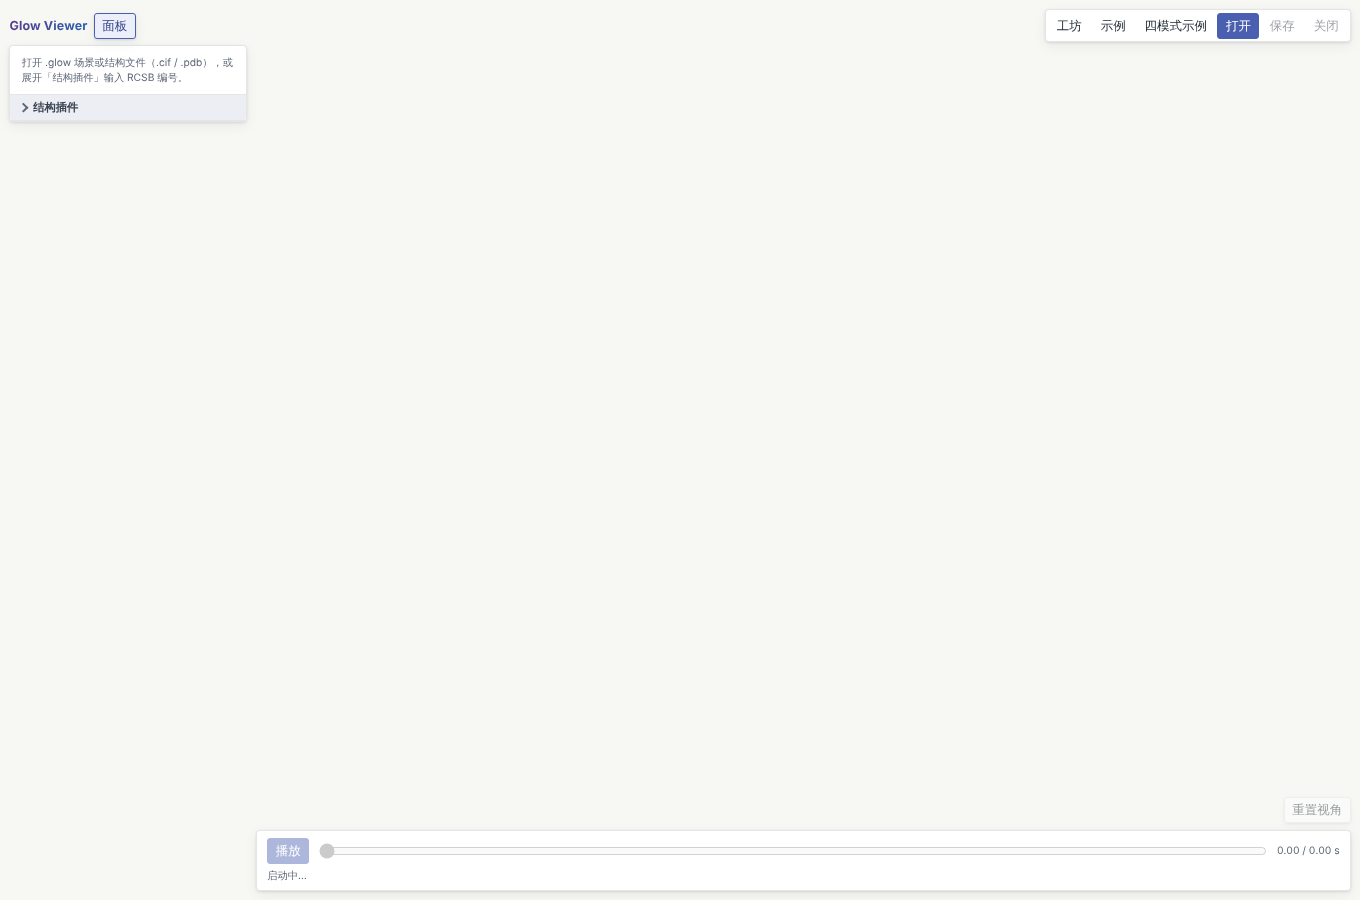 Glow Viewer 面板
工坊 示例 四模式示例 打开 保存 关闭
打开 .glow 场景或结构文件（.cif / .pdb），或
展开「结构插件」输入 RCSB 编号。
结构插件
重置视角
播放 0.00 / 0.00 s
启动中...